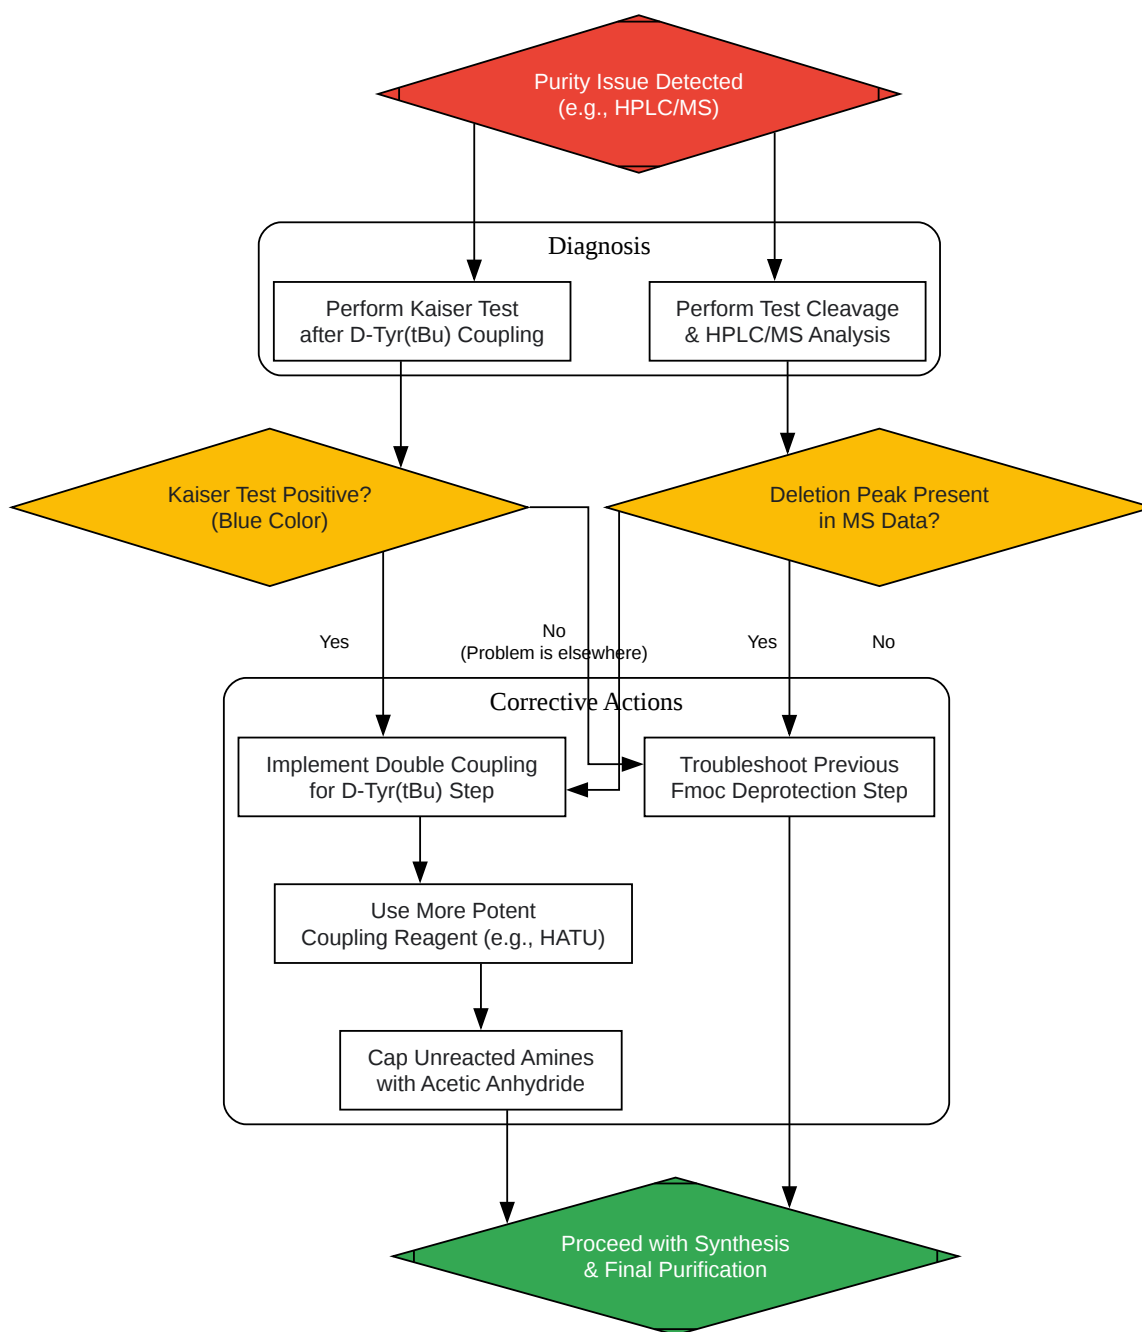 Purity Issue Detected
(e.g., HPLC/MS)
Diagnosis
Perform Kaiser Test
after D-Tyr(tBu) Coupling
Perform Test Cleavage
& HPLC/MS Analysis
Kaiser Test Positive?
(Blue Color)
Deletion Peak Present
in MS Data?
Yes
No
(Problem is elsewhere)
Yes
No
Corrective Actions
Implement Double Coupling
for D-Tyr(tBu) Step
Troubleshoot Previous
Fmoc Deprotection Step
Use More Potent
Coupling Reagent (e.g., HATU)
Cap Unreacted Amines
with Acetic Anhydride
Proceed with Synthesis
& Final Purification